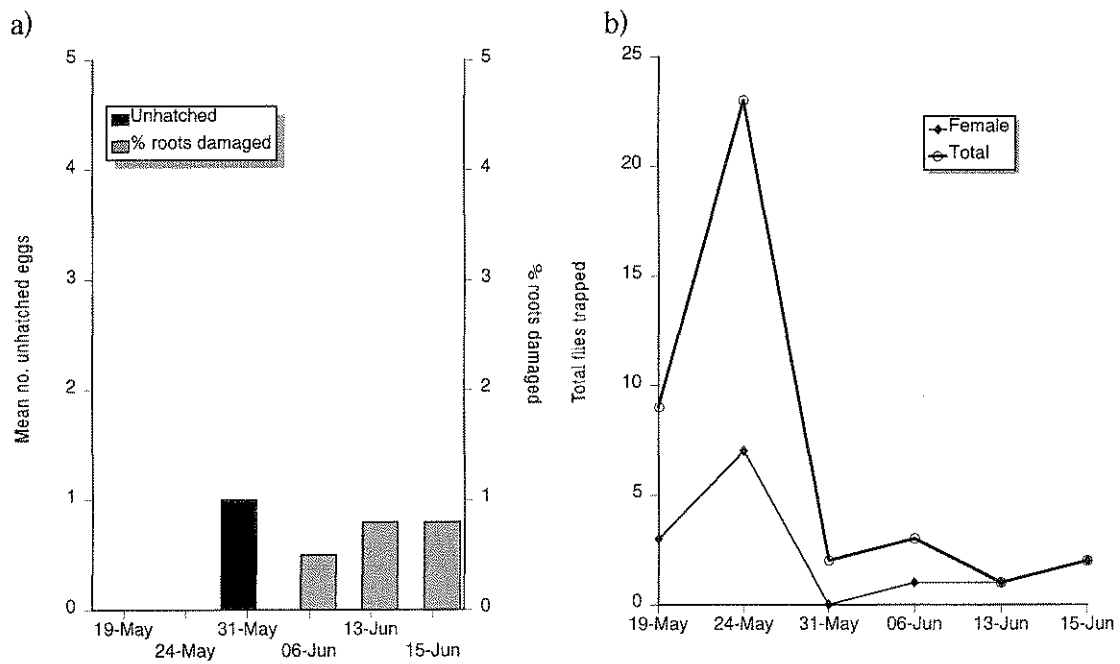 a)
5
4
3
2
1
0
Mean no. unhatched eggs
Unhatched
% roots damaged
5
4
3
2
1
0
% roots damaged
19-May
24-May
31-May
06-Jun
13-Jun
15-Jun
b)
25
20
15
10
5
0
Total flies trapped
Female
Total
19-May
24-May
31-May
06-Jun
13-Jun
15-Jun